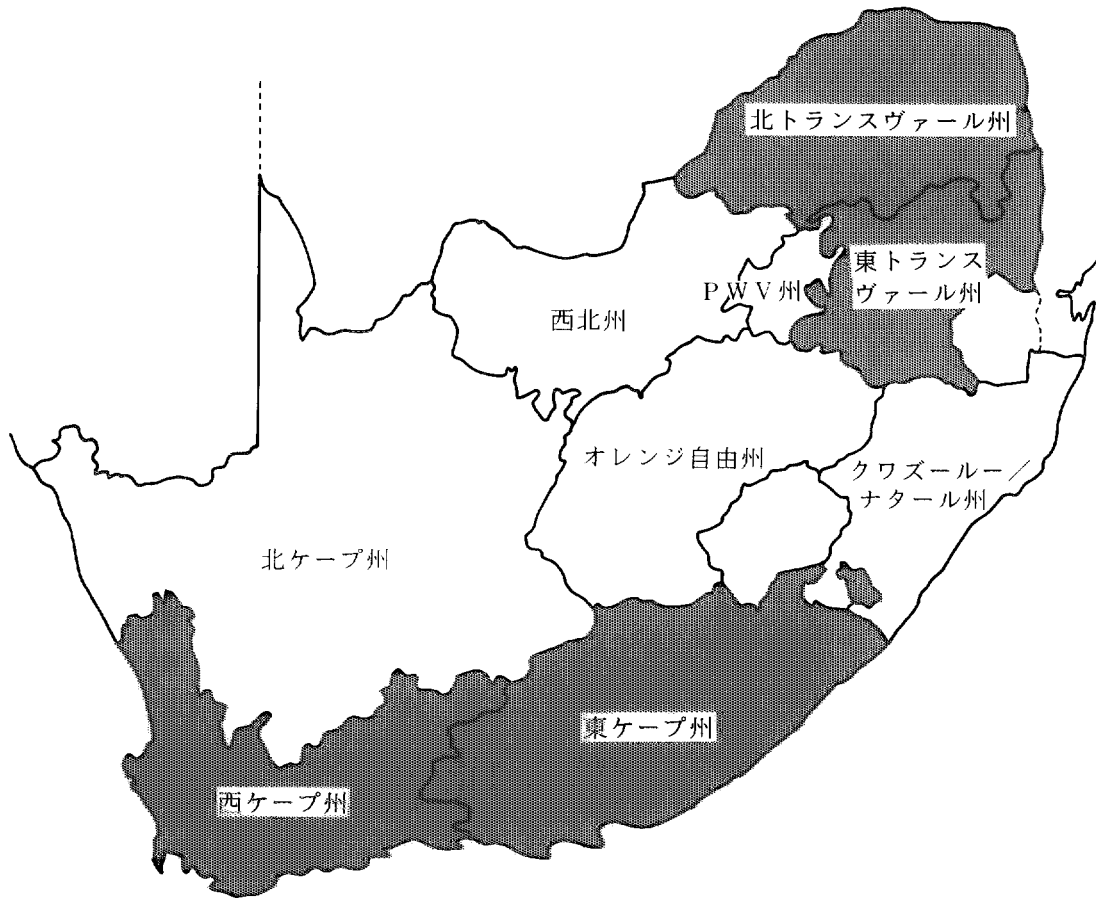 北トランスヴァール州
東トランス
ヴァール州
PWV州
西北州
オレンジ自由州
クワズールー／
ナタール州
北ケープ州
東ケープ州
西ケープ州